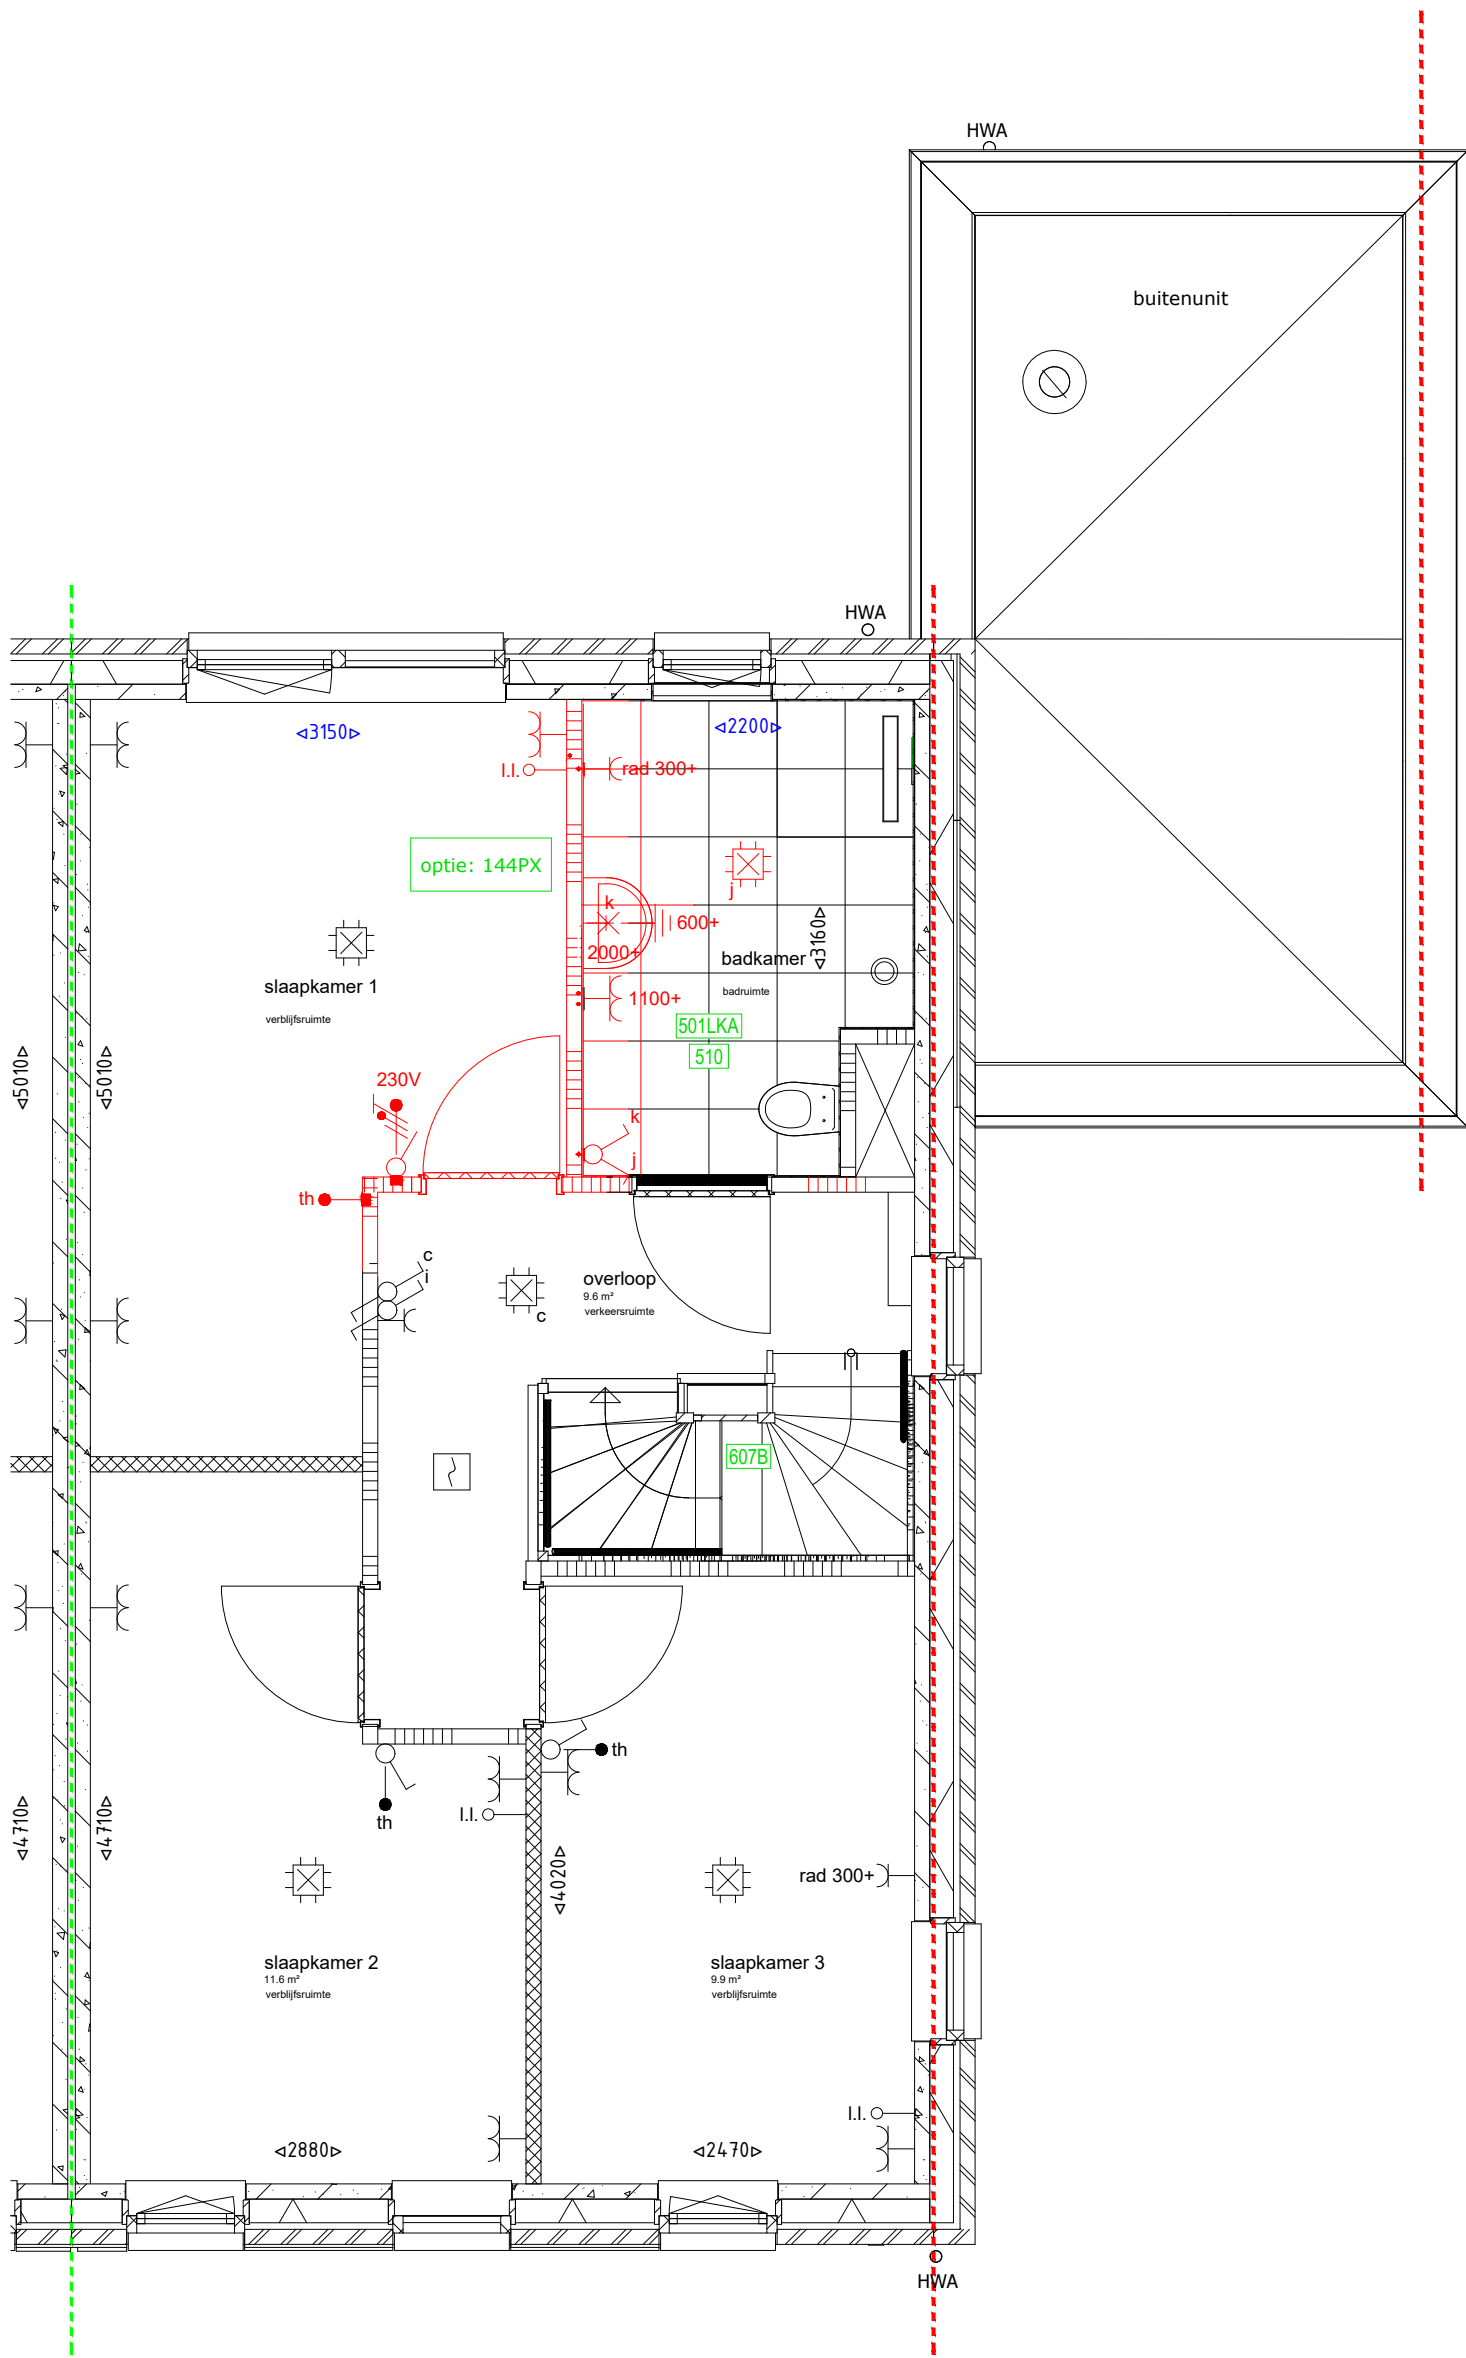 HWA
buitenunit
HWA
3150
2200
l.l.
rad 300+
optie: 144PX
j
k
600+
2000+
badkamer
3160
badruimte
1100+
slaapkamer 1
verblijfsruimte
501LKA
510
5010
5010
230V
k
j
th
c
i
c
overloop
9.6 m²
verkeersruimte
607B
th
th
l.l.
4710
4710
4020
rad 300+
slaapkamer 2
11.6 m²
verblijfsruimte
slaapkamer 3
9.9 m²
verblijfsruimte
l.l.
2880
2470
HWA